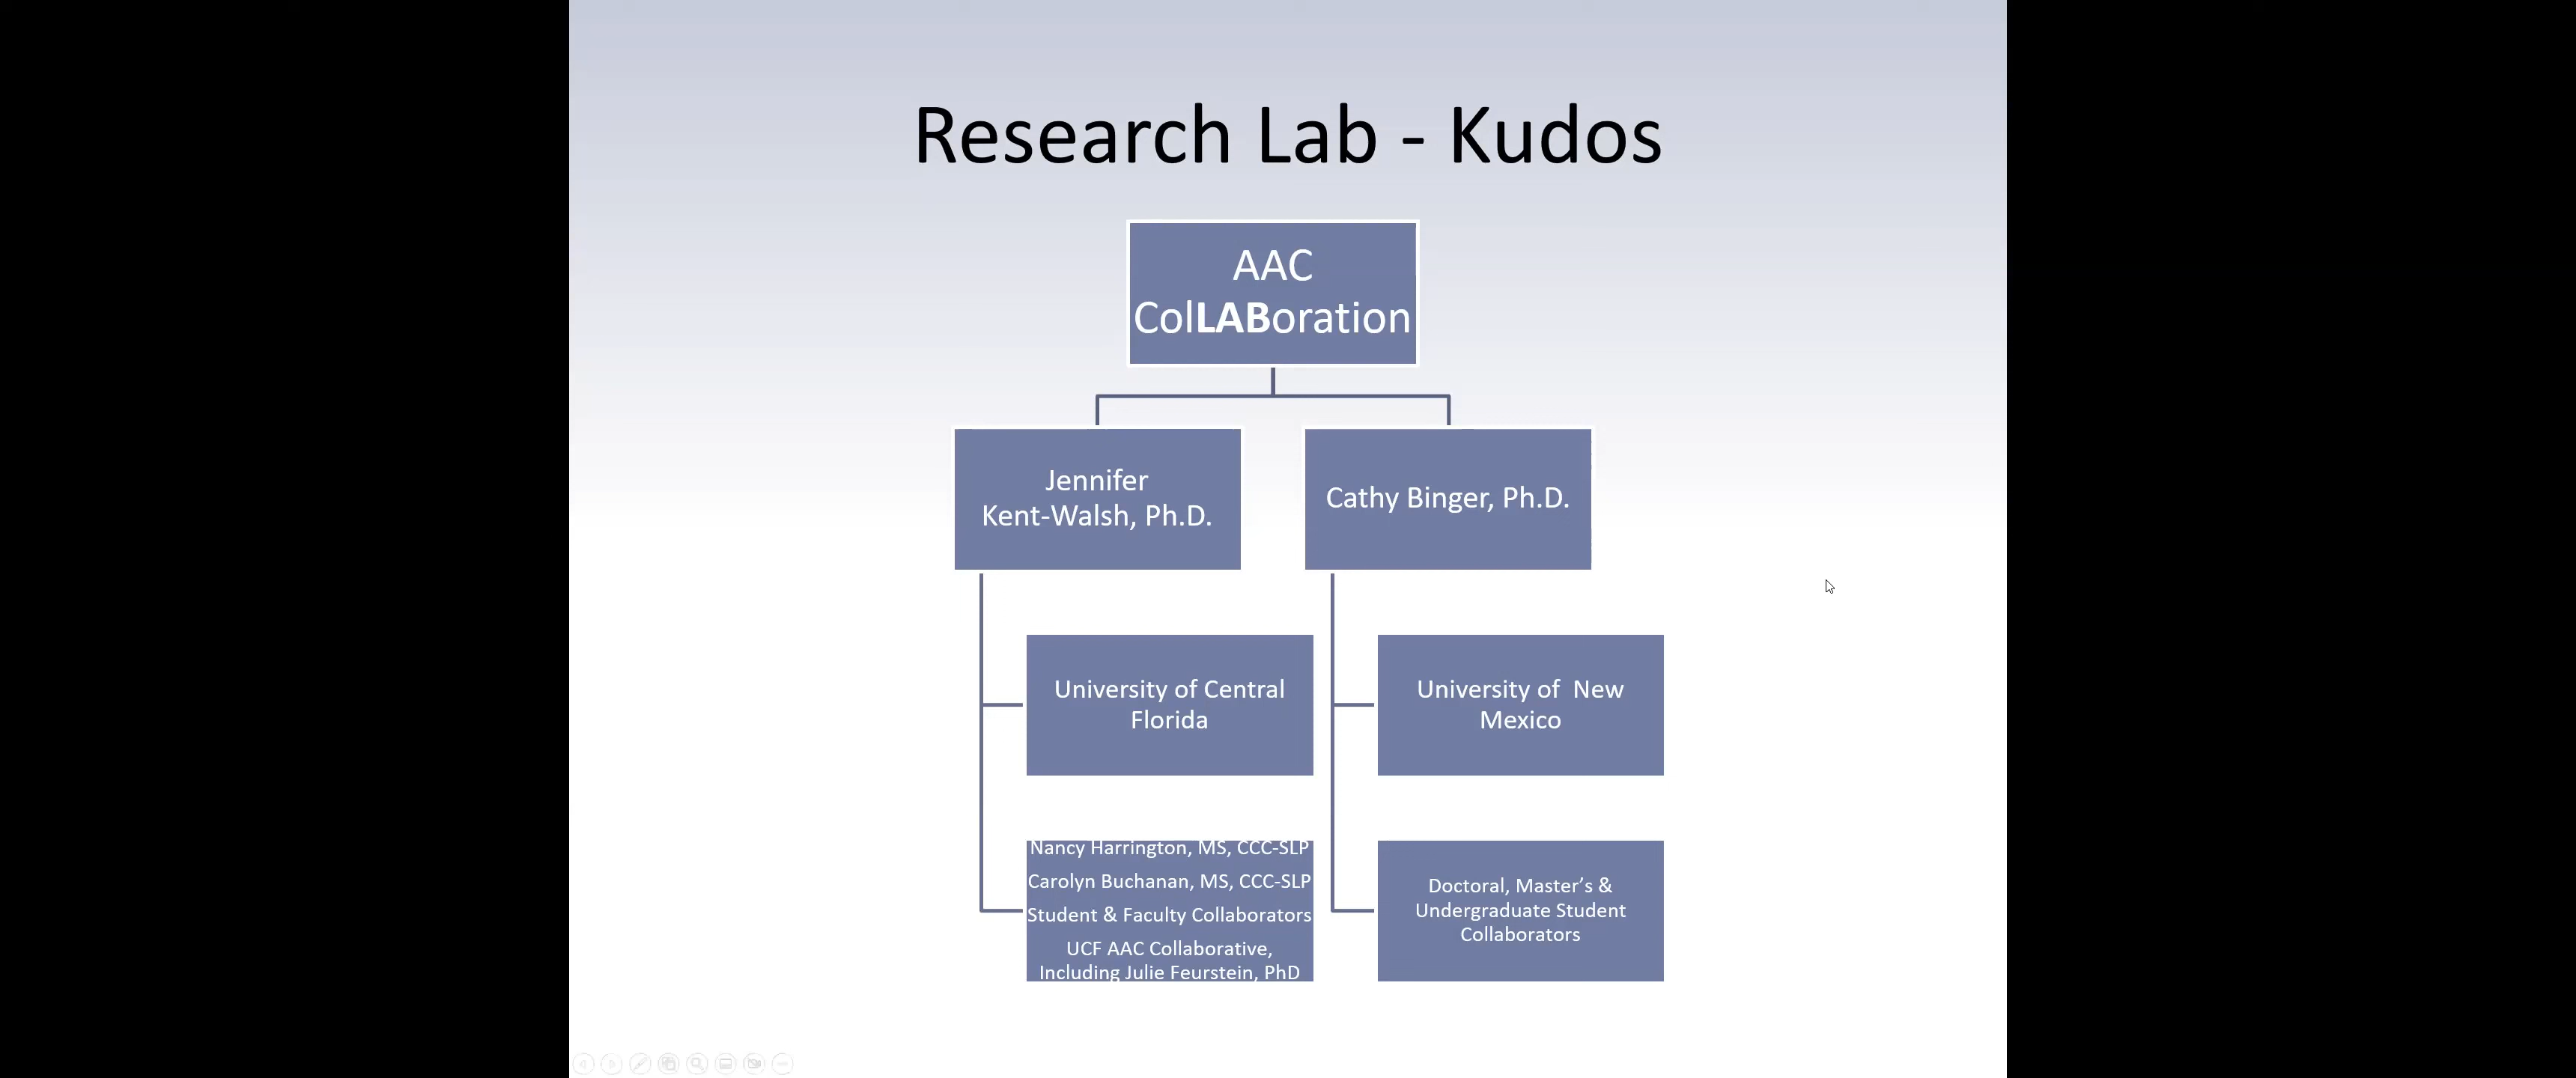 Research Lab - Kudos
AAC
ColLABoration
Jennifer
Kent-Walsh, Ph.D.
Cathy Binger, Ph.D.
University of Central
Florida
University of  New
Mexico
Nancy Harrington, MS, CCC-SLP
Carolyn Buchanan, MS, CCC-SLP
Student & Faculty Collaborators
UCF AAC Collaborative,
Including Julie Feurstein, PhD
Doctoral, Master’s &
Undergraduate Student
Collaborators